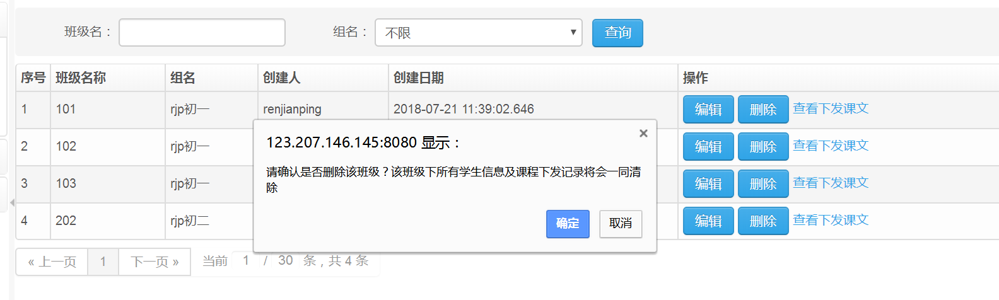 班级名： 组名： 不限 查询
序号 班级名称 组名 创建人 创建日期 操作
1 101 rjp初一 renjianping 2018-07-21 11:39:02.646 编辑 删除 查看下发课文
2 102 rjp初一 编辑 删除 查看下发课文
3 103 rjp初一 编辑 删除 查看下发课文
4 202 rjp初二 编辑 删除 查看下发课文
123.207.146.145:8080 显示：
请确认是否删除该班级？该班级下所有学生信息及课程下发记录将会一同清
除
确定 取消
« 上一页 1 下一页 » 当前 1 / 30 条，共 4 条